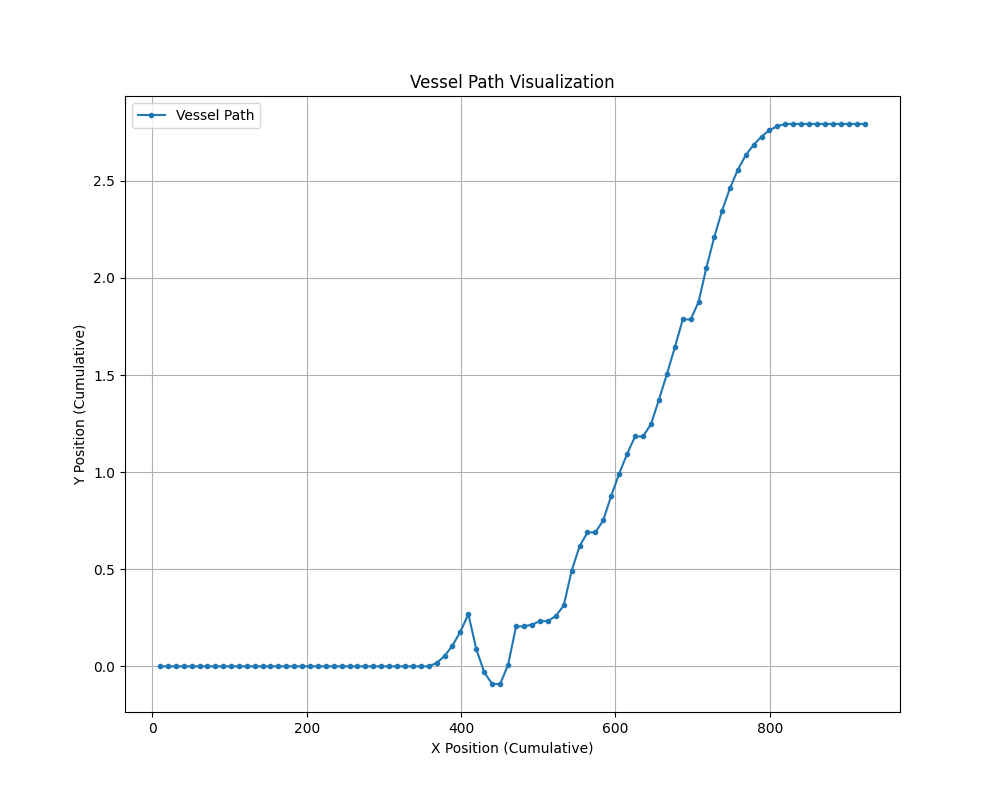 Vessel Path Visualization
Vessel Path
Y Position (Cumulative)
2.5
2.0
1.5
1.0
0.5
0.0
0 200 400 600 800
X Position (Cumulative)